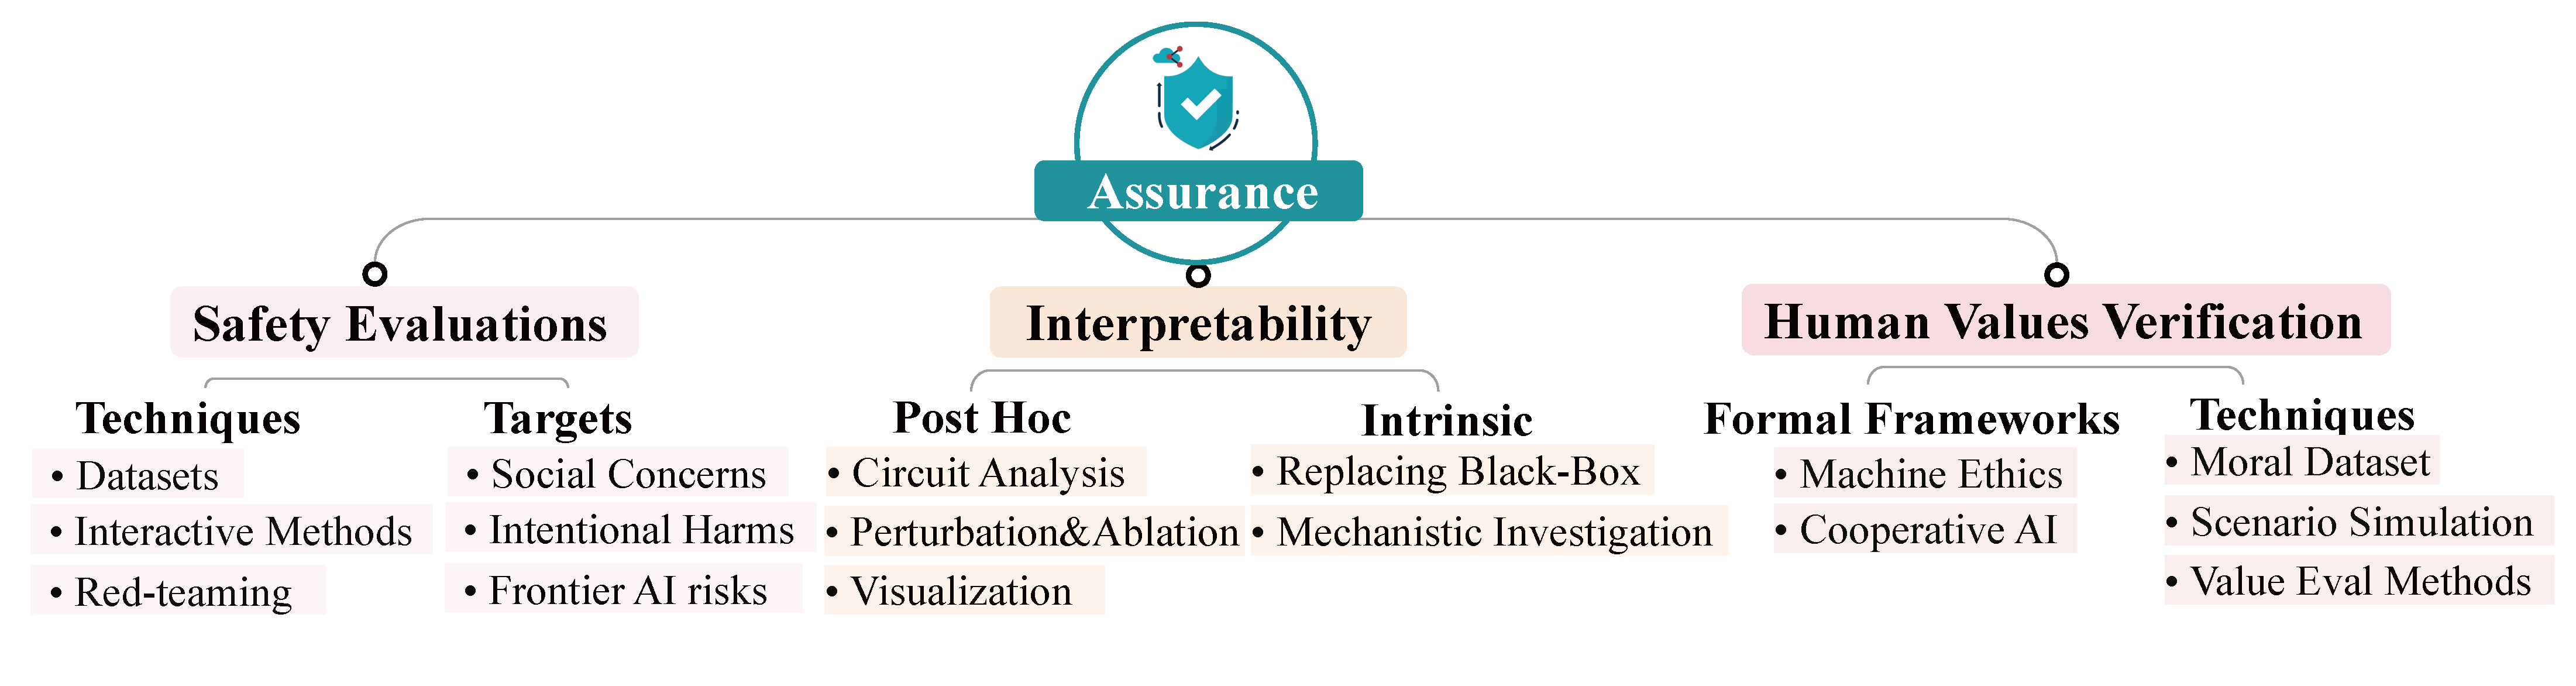 Assurance
Safety Evaluations
Techniques
• Datasets
• Interactive Methods
• Red-teaming
Targets
• Social Concerns
• Intentional Harms
• Frontier AI risks
Interpretability
Post Hoc
• Circuit Analysis
• Perturbation&Ablation
• Visualization
Intrinsic
• Replacing Black-Box
• Mechanistic Investigation
Human Values Verification
Formal Frameworks
• Machine Ethics
• Cooperative AI
Techniques
• Moral Dataset
• Scenario Simulation
• Value Eval Methods